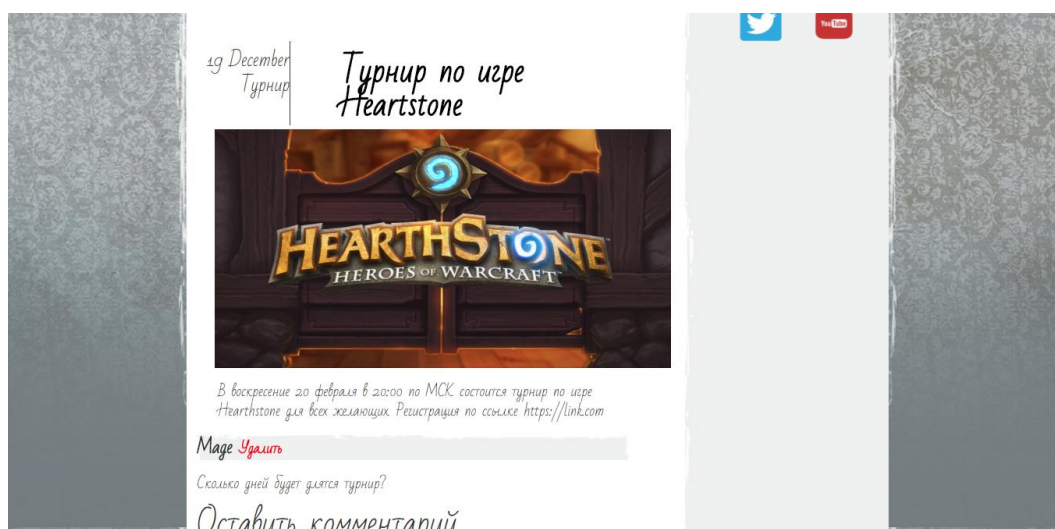 You Tube
19 December
Турнир
Турнир по игре
Heartstone
HEARTHSTONE
HEROES OF WARCRAFT
В воскресение 20 февраля в 20:00 по МСК состоится турнир по игре
Hearthstone для всех желающих. Регистрация по ссылке https://link.com
Mage Удалить
Сколько дней будет длятся турнир?
Оставить комментарий